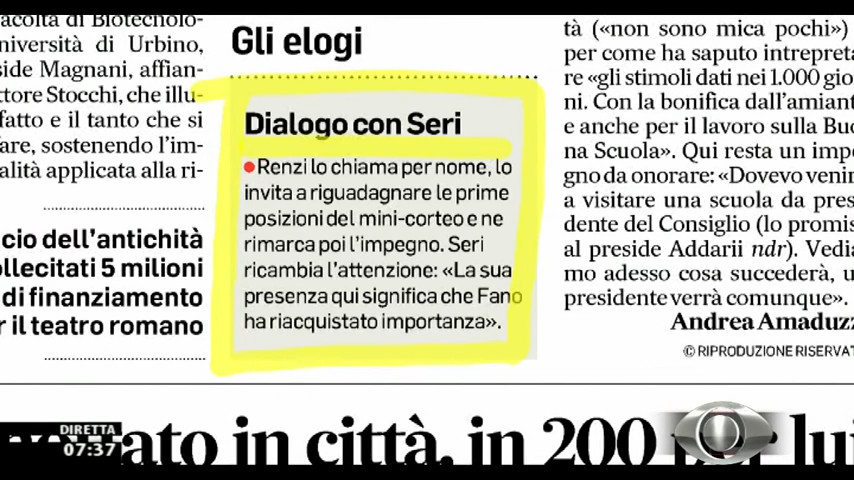 acoltà di Biotecnolo-
niversità di Urbino,
side Magnani, affian-
ttore Stocchi, che illu-
fatto e il tanto che si
fare, sostenendo l'im-
alità applicata alla ri-
cio dell'antichità
ollecitati 5 milioni
di finanziamento
r il teatro romano
Gli elogi
Dialogo con Seri
Renzi lo chiama per nome, lo
invita a riguadagnare le prime
posizioni del mini-corteo e ne
rimarca poi l'impegno. Seri
ricambia l'attenzione: «La sua
presenza qui significa che Fano
ha riacquistato importanza».
tà («non sono mica pochi»)
per come ha saputo intrepreta
re «gli stimoli dati nei 1.000 gio
ni. Con la bonifica dall'amiant
e anche per il lavoro sulla Buo
na Scuola». Qui resta un impe
gno da onorare: «Dovevo venir
a visitare una scuola da pres
dente del Consiglio (lo promis
al preside Addarii ndr). Vedia
mo adesso cosa succederà, u
presidente verrà comunque».
Andrea Amaduzz
© RIPRODUZIONE RISERVAT
ato in città, in 200 per lui
DIRETTA
07:37